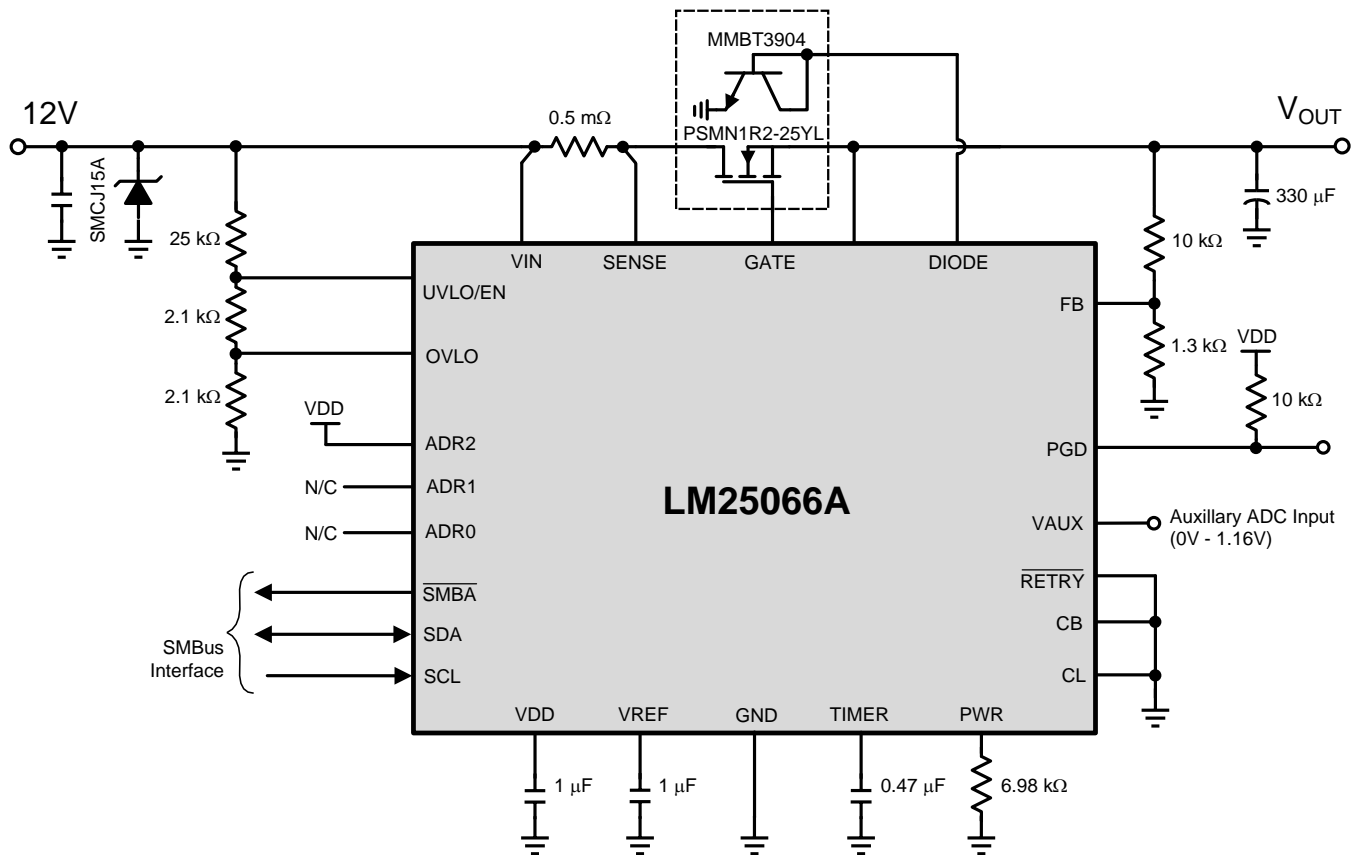 MMBT3904
12V
0.5 mΩ
PSMN1R2-25YL
VOUT
SMCJ15A
25 kΩ
330 µF
10 kΩ
VIN
SENSE
GATE
DIODE
UVLO/EN
FB
2.1 kΩ
VDD
1.3 kΩ
OVLO
2.1 kΩ
10 kΩ
VDD
ADR2
PGD
N/C
ADR1
LM25066A
N/C
ADR0
VAUX
Auxillary ADC Input
(0V - 1.16V)
RETRY
SMBA
CB
SDA
SMBus
Interface
SCL
CL
VDD
VREF
GND
TIMER
PWR
1 µF
1 µF
0.47 µF
6.98 kΩ